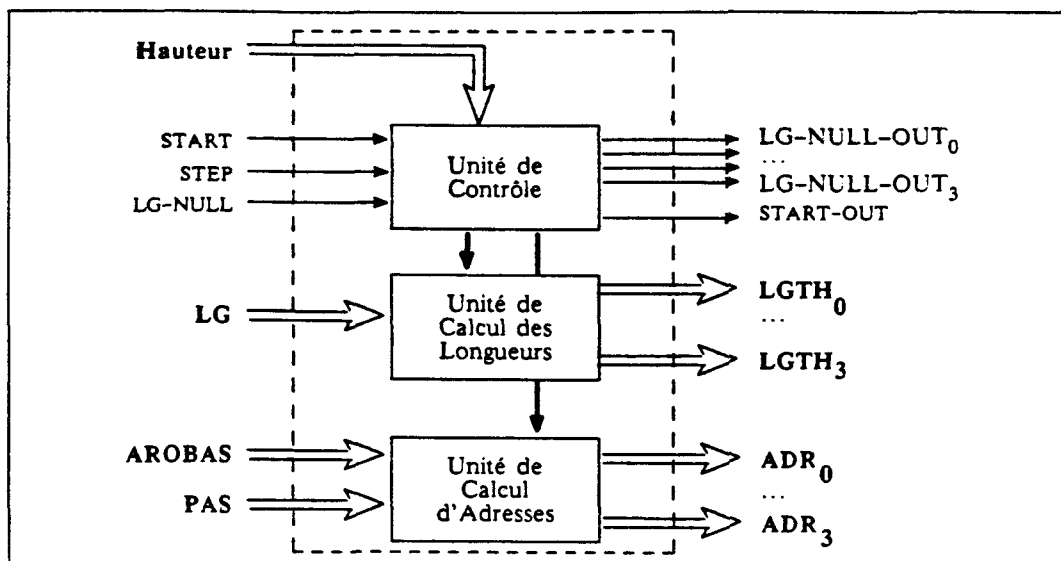 Hauteur
START
STEP
LG-NULL
Unité de
Contrôle
LG-NULL-OUT0
...
LG-NULL-OUT3
START-OUT
LG
Unité de
Calcul des
Longueurs
LGTH0
...
LGTH3
AROBAS
PAS
Unité de
Calcul
d'Adresses
ADR0
...
ADR3